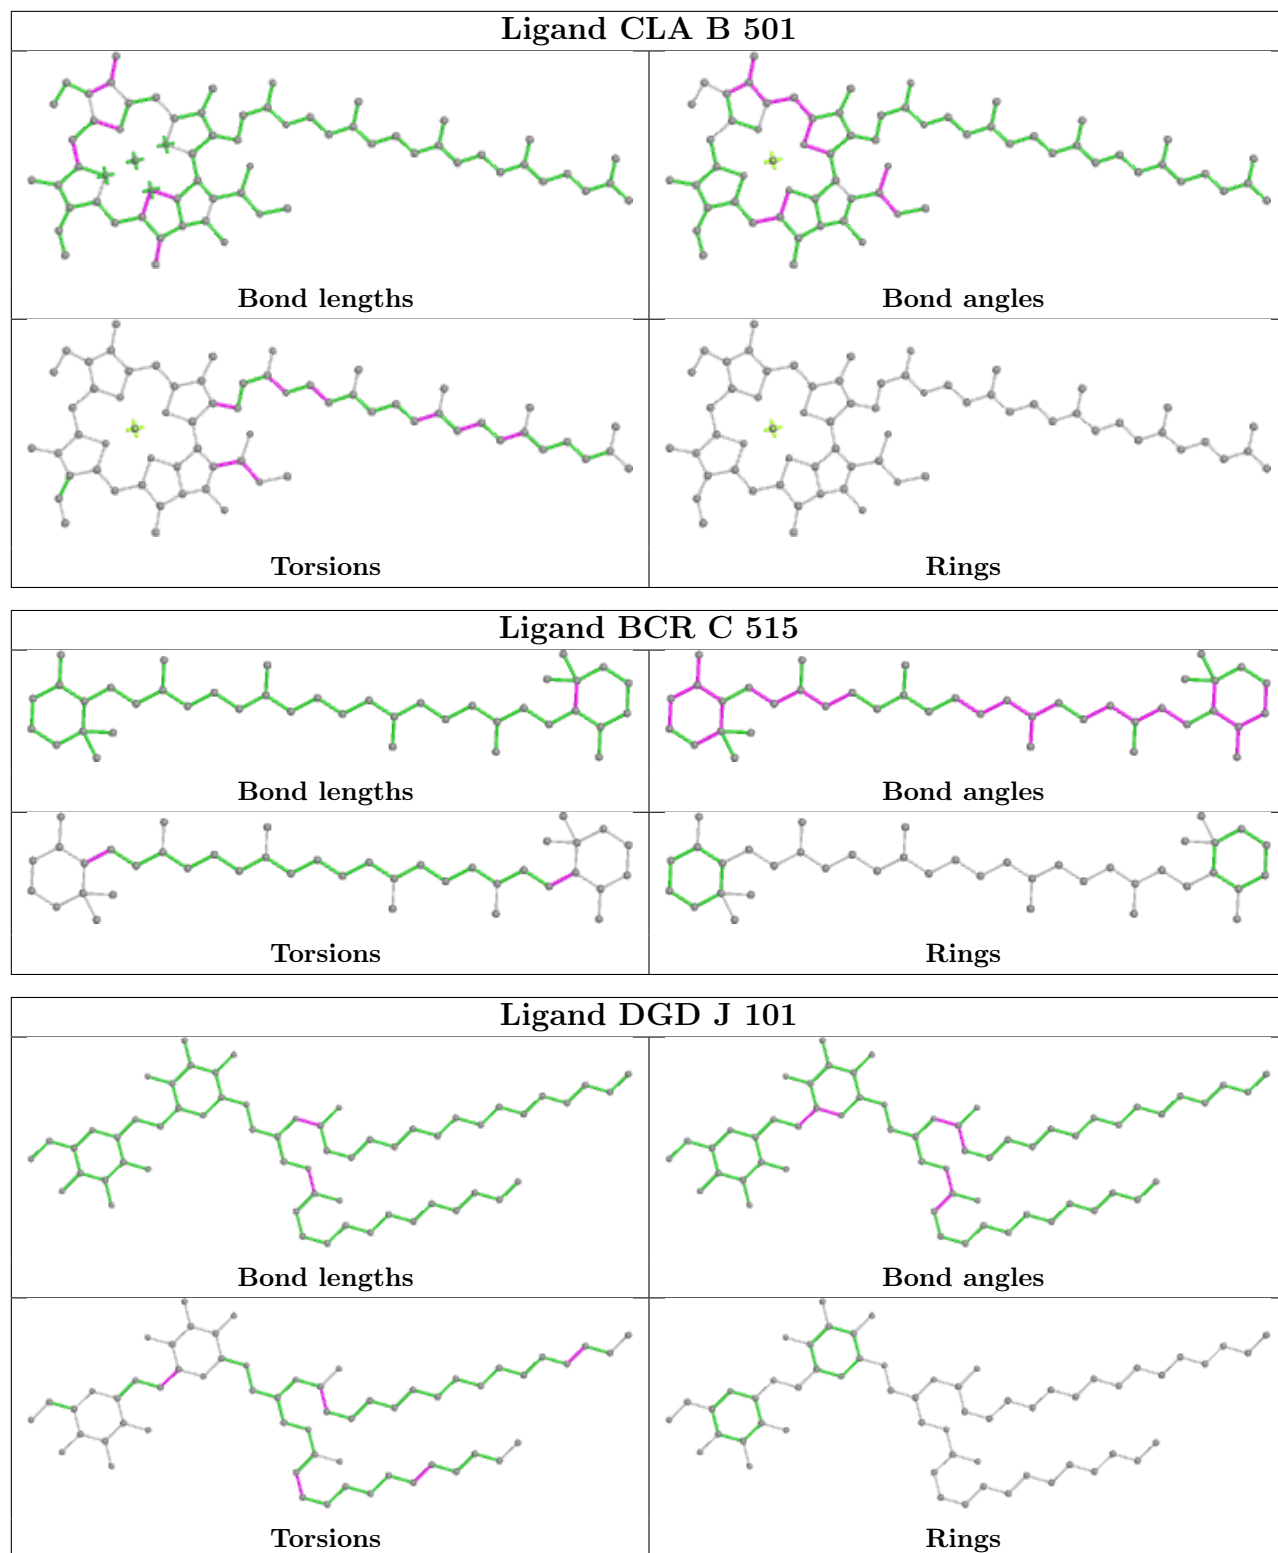 Ligand CLA B 501
Bond lengths
Bond angles
Torsions
Rings
Ligand BCR C 515
Bond lengths
Bond angles
Torsions
Rings
Ligand DGD J 101
Bond lengths
Bond angles
Torsions
Rings